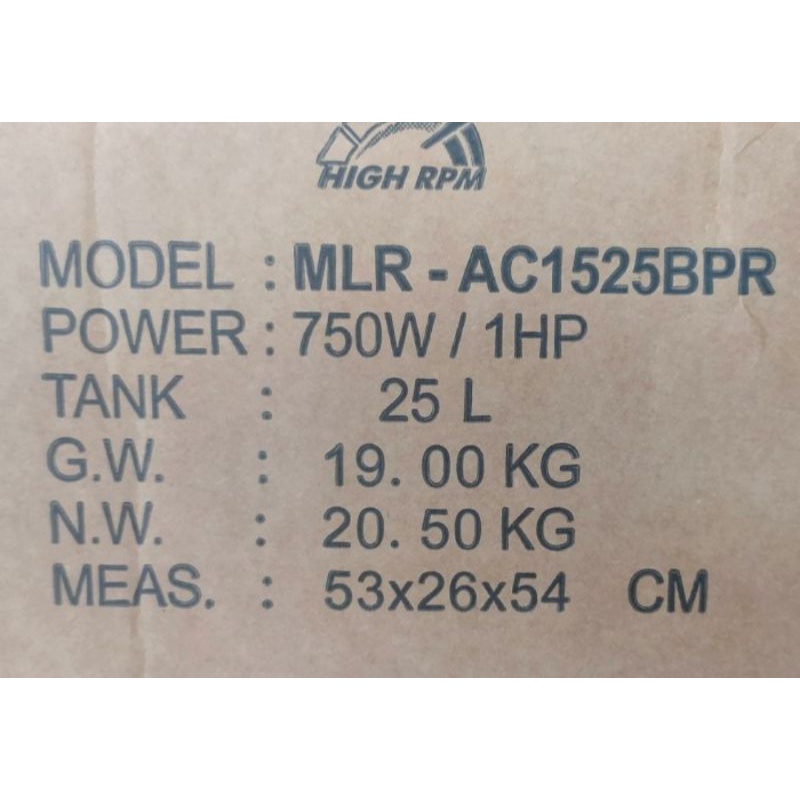 HIGH RPM
MODEL : MLR - AC1525BPR
POWER : 750W / 1HP
TANK : 25 L
G.W. : 19. 00 KG
N.W. : 20. 50 KG
MEAS. : 53x26x54 CM